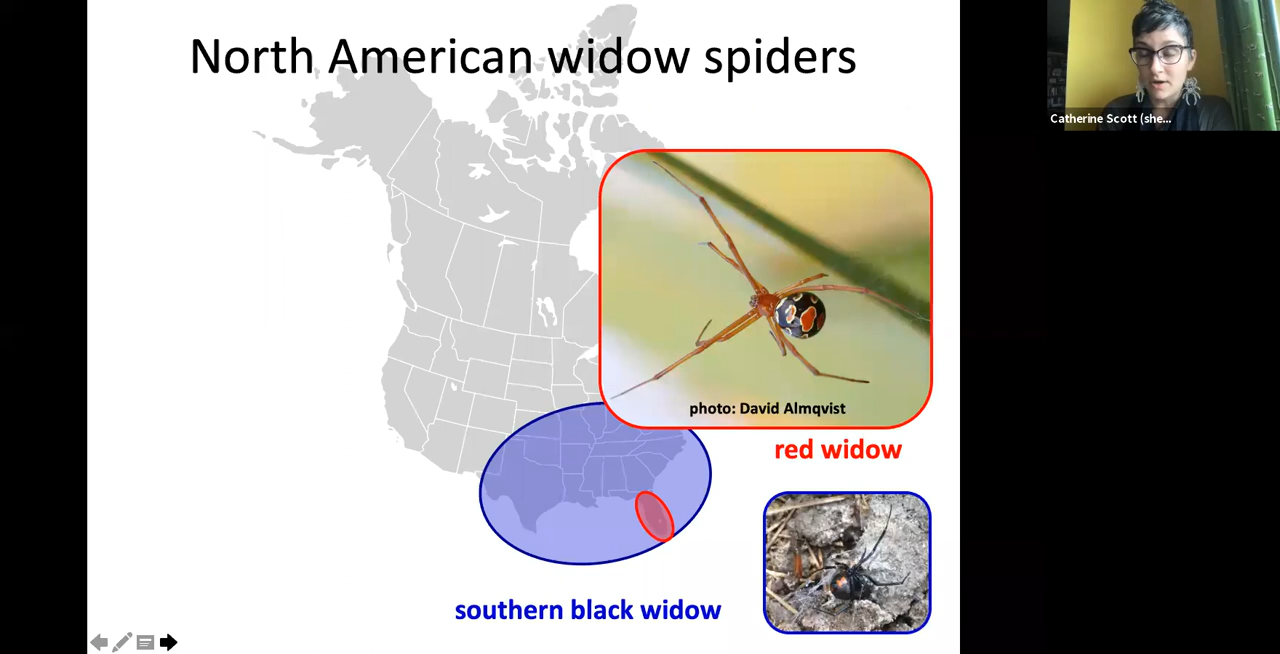 North American widow spiders
Catherine Scott (she...
photo: David Almqvist
red widow
southern black widow